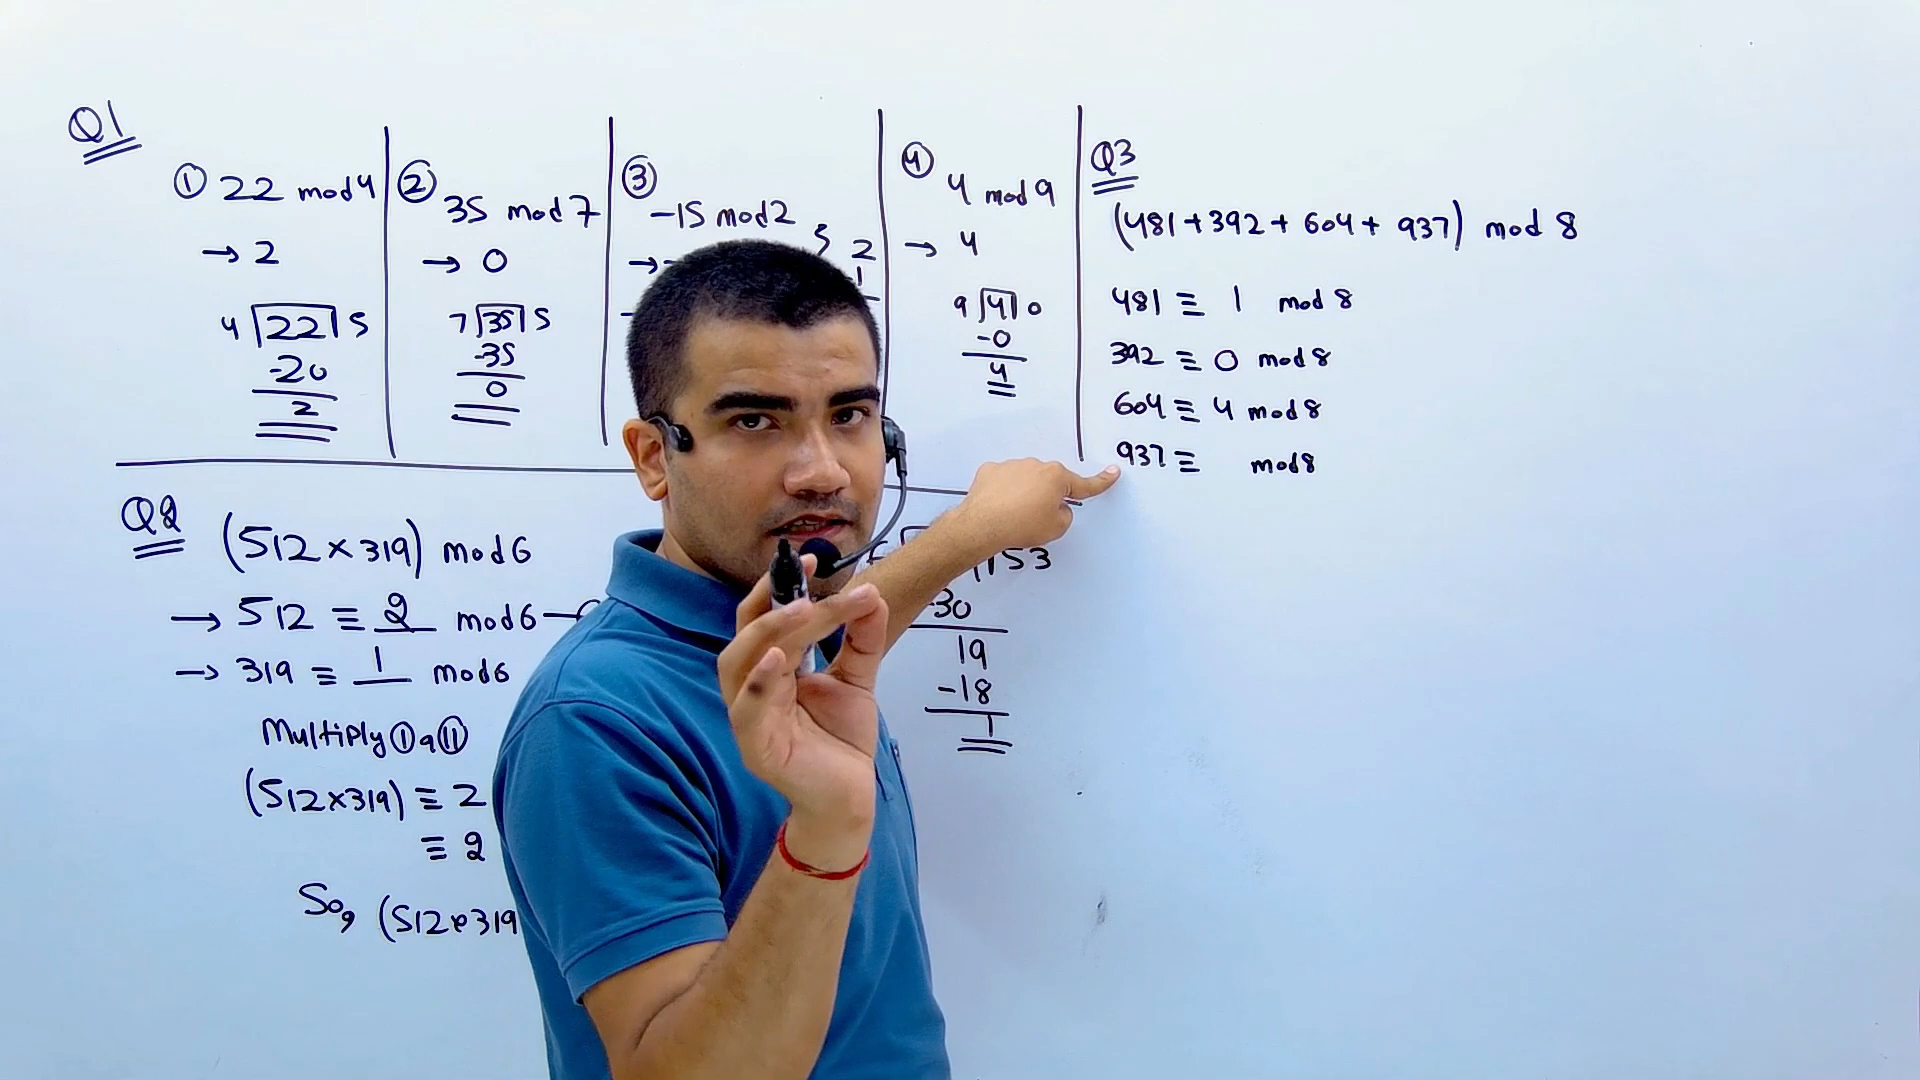 Q1
① 22 mod 4
→ 2
4 22 5
-20
2
② 35 mod 7
→ 0
7 35 5
-35
0
③
-15 mod 2
→
2
④ 4 mod 9
→ 4
9 4 0
-0
4
Q3
(481+392+604+937) mod 8
481 ≡ 1 mod 8
392 ≡ 0 mod 8
604 ≡ 4 mod 8
937 ≡ mod 8
Q2
(512×319) mod 6
→ 512 ≡ 2 mod 6
→ 319 ≡ 1 mod 6
Multiply ① a ⑪
(512×319) ≡ 2
≡ 2
So, (512×319
53
30
19
-18
1